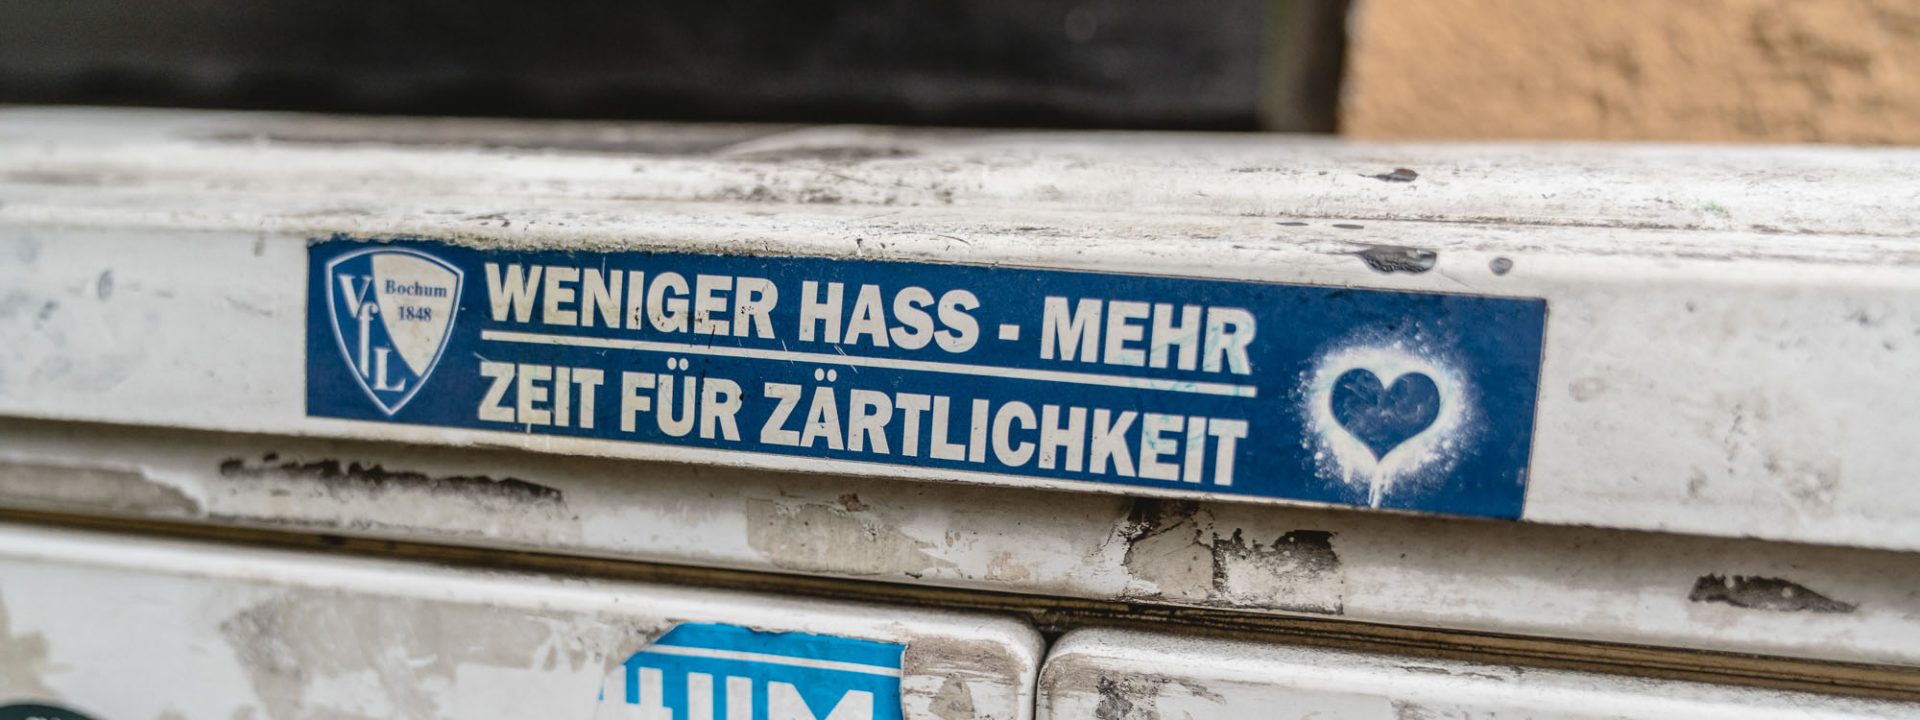 VfL
Bochum
1848
WENIGER HASS - MEHR
ZEIT FÜR ZÄRTLICHKEIT